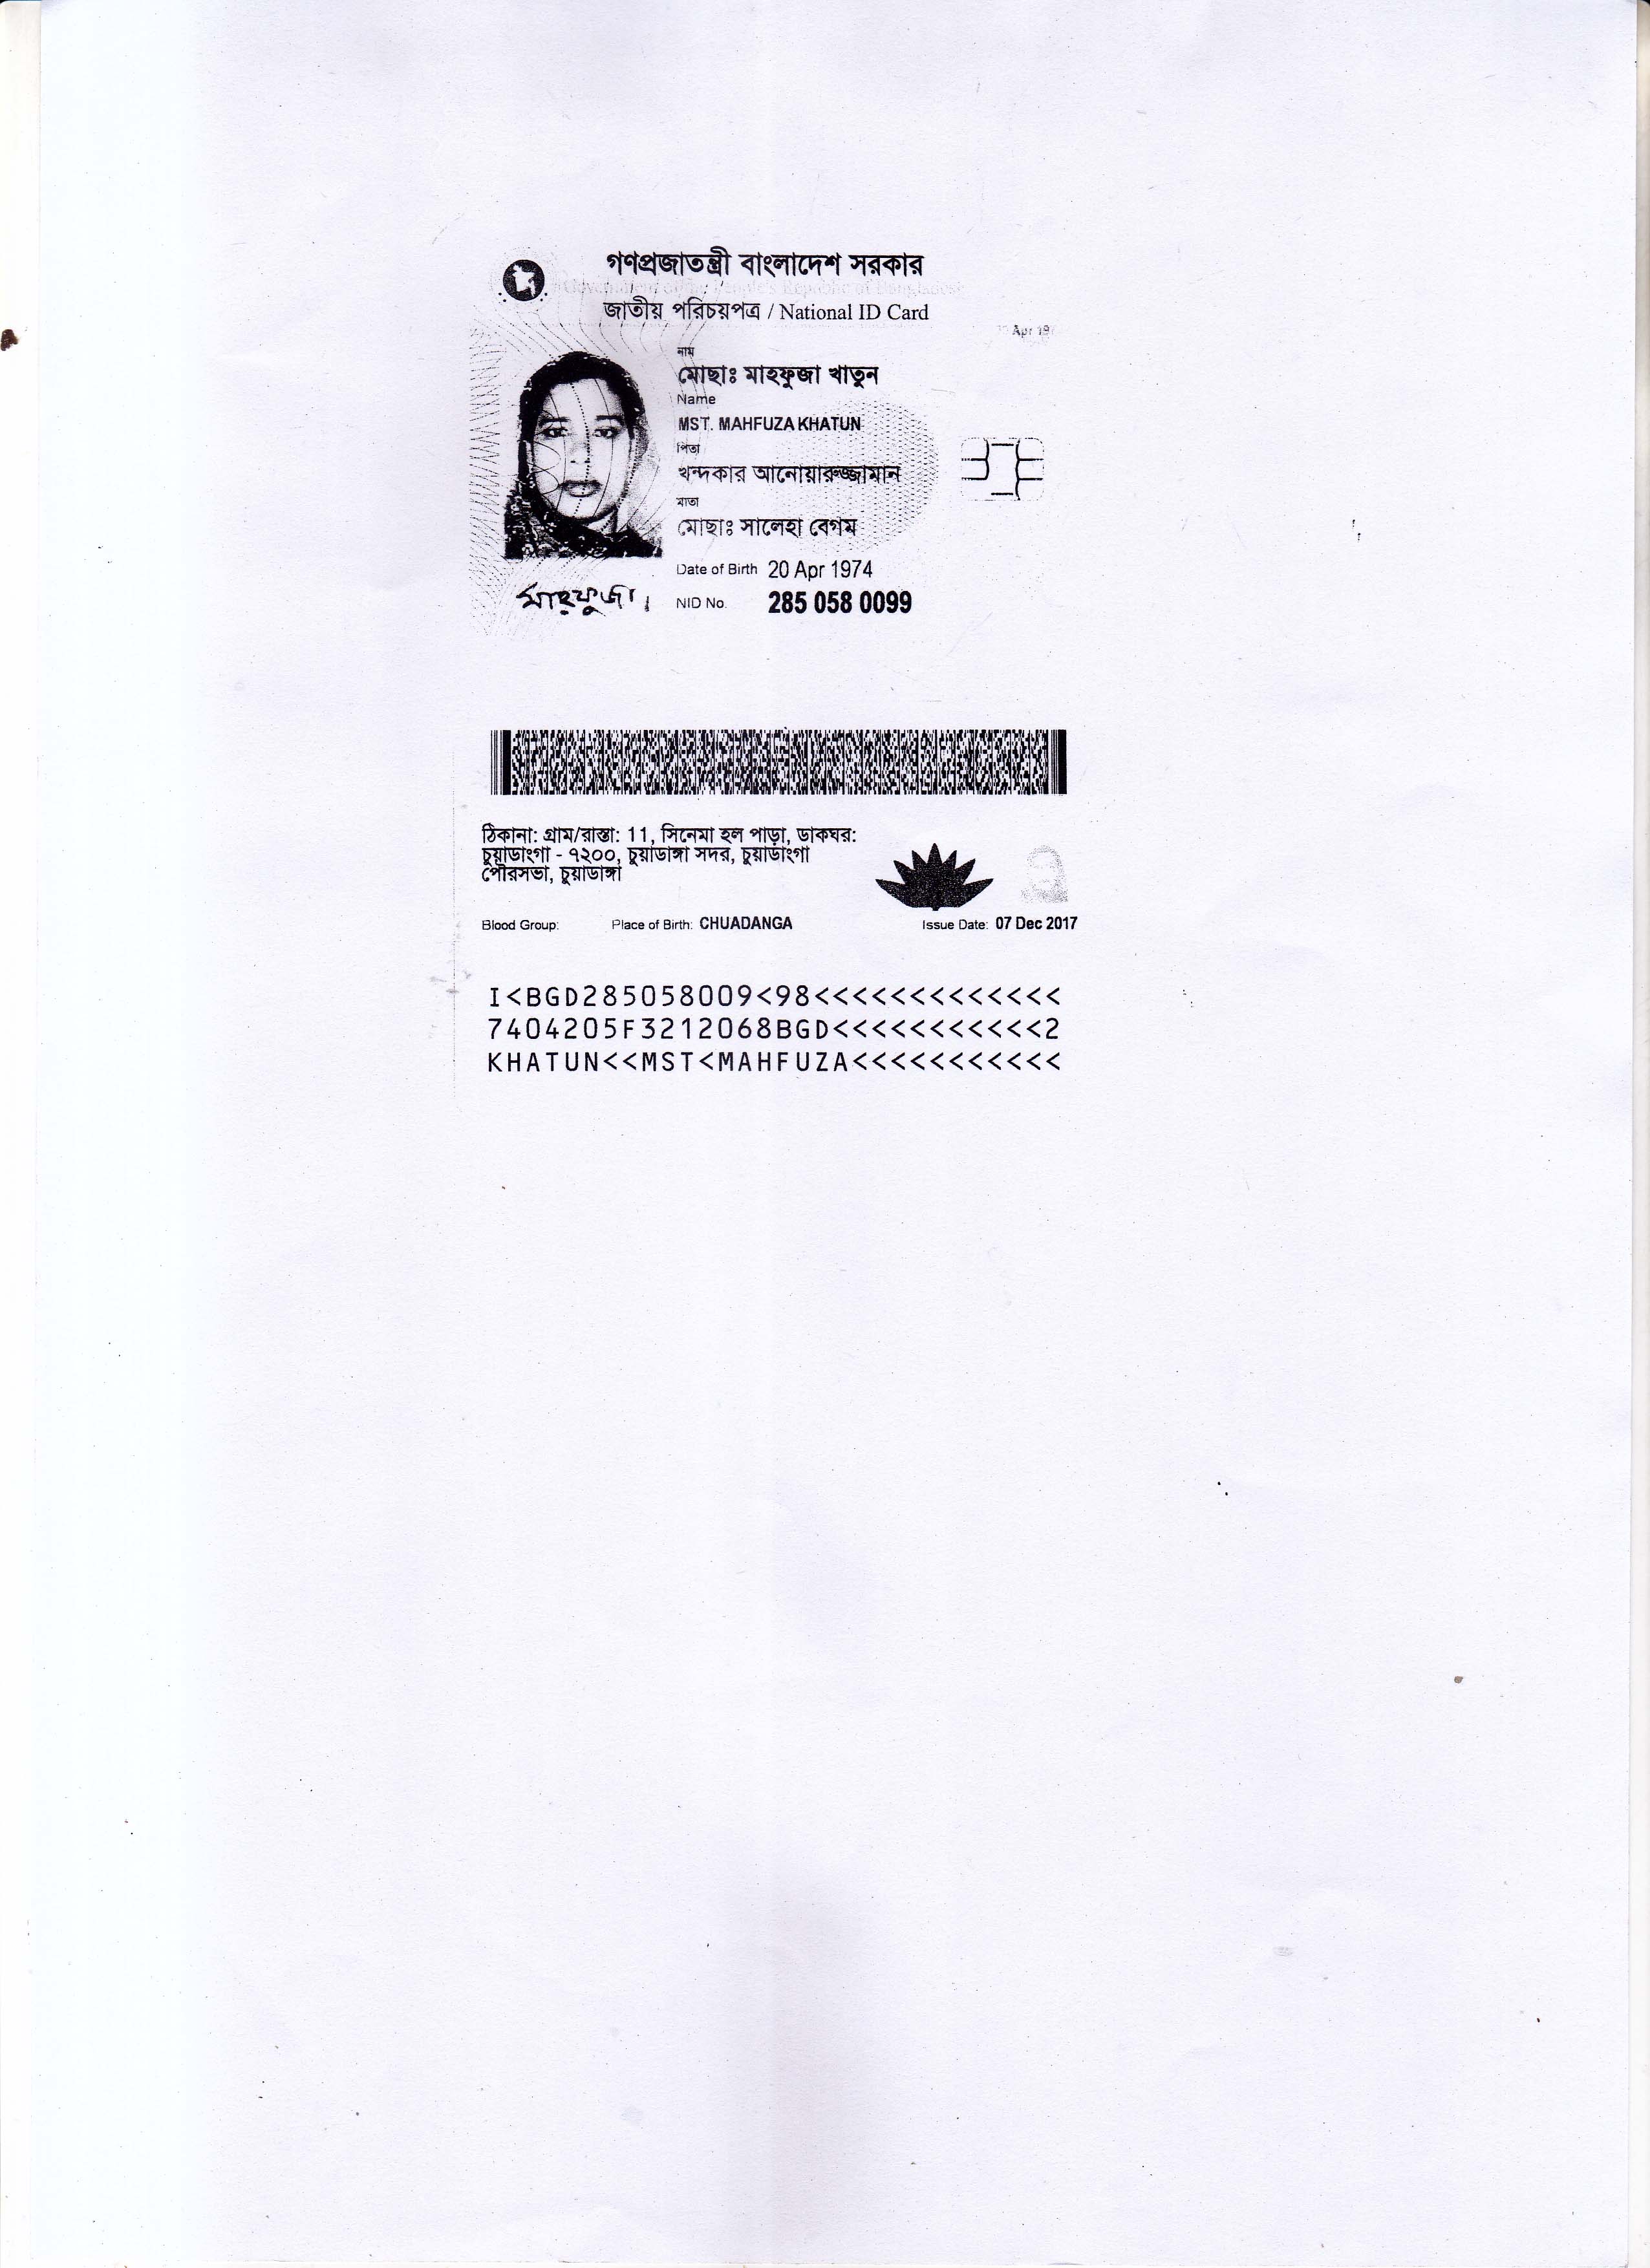 গণপ্রজাতন্ত্রী বাংলাদেশ সরকার
Government of the People's Republic of Bangladesh
জাতীয় পরিচয়পত্র / National ID Card
Apr 19
নাম
মোছাঃ মাহফুজা খাতুন
Name
MST. MAHFUZA KHATUN
পিতা
খন্দকার আনোয়ারুজ্জামান
মাতা
মোছাঃ সালেহা বেগম
Date of Birth 20 Apr 1974
মাহফুজা।
NID No. 285 058 0099
ঠিকানা: গ্রাম/রাস্তা: 11, সিনেমা হল পাড়া, ডাকঘর:
চুয়াডাংগা - ৭২০০, চুয়াডাঙ্গা সদর, চুয়াডাংগা
পৌরসভা, চুয়াডাঙ্গা
Blood Group: Place of Birth: CHUADANGA Issue Date: 07 Dec 2017
I<BGD285058009<98<<<<<<<<<<<<<
7404205F3212068BGD<<<<<<<<<<<2
KHATUN<<MST<MAHFUZA<<<<<<<<<<<